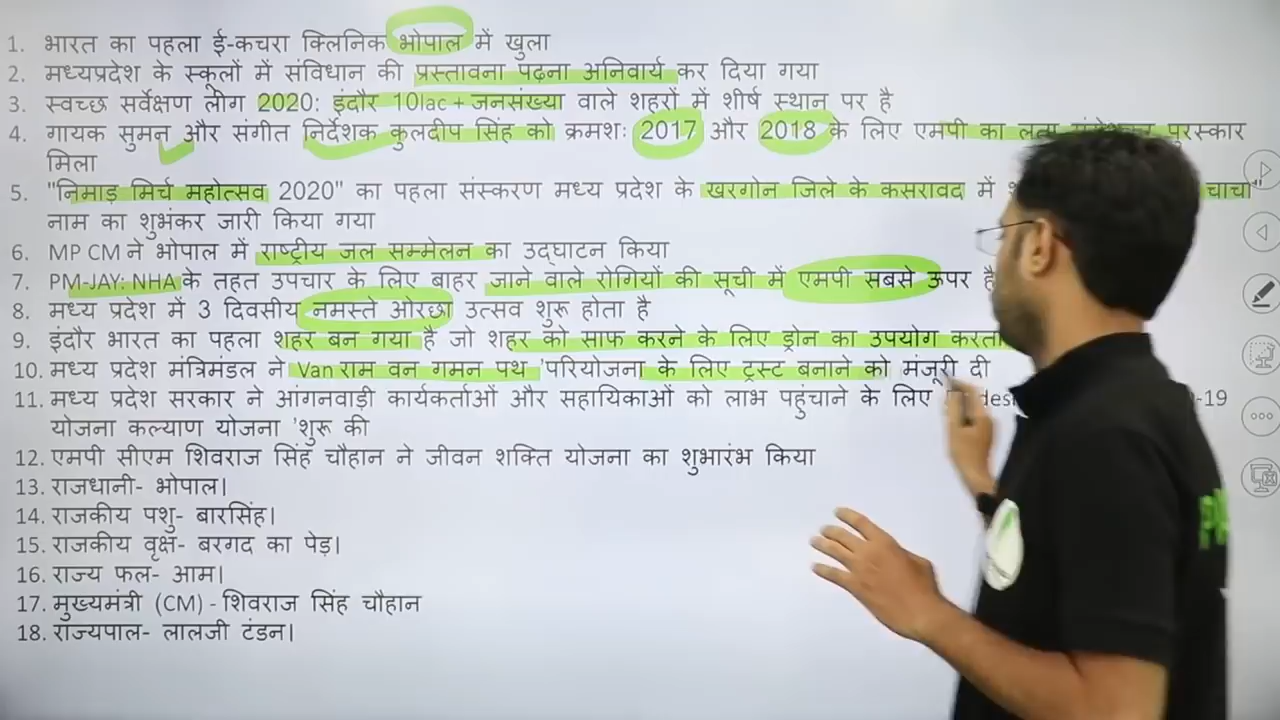 1. भारत का पहला ई-कचरा क्लिनिक भोपाल में खुला
2. मध्यप्रदेश के स्कूलों में संविधान की प्रस्तावना पढ़ना अनिवार्य कर दिया गया
3. स्वच्छ सर्वेक्षण लीग 2020: इंदौर 10lac + जनसंख्या वाले शहरों में शीर्ष स्थान पर है
4. गायक सुमन और संगीत निर्देशक कुलदीप सिंह को क्रमशः 2017 और 2018 के लिए एमपी का लता मंगेशकर पुरस्कार
मिला
5. "निमाड़ मिर्च महोत्सव 2020" का पहला संस्करण मध्य प्रदेश के खरगोन जिले के कसरावद में चाचा"
नाम का शुभंकर जारी किया गया
6. MP CM ने भोपाल में राष्ट्रीय जल सम्मेलन का उद्घाटन किया
7. PM-JAY: NHA के तहत उपचार के लिए बाहर जाने वाले रोगियों की सूची में एमपी सबसे ऊपर है
8. मध्य प्रदेश में 3 दिवसीय नमस्ते ओरछा उत्सव शुरू होता है
9. इंदौर भारत का पहला शहर बन गया है जो शहर को साफ करने के लिए ड्रोन का उपयोग करता
10. मध्य प्रदेश मंत्रिमंडल ने Van राम वन गमन पथ 'परियोजना के लिए ट्रस्ट बनाने को मंजूरी दी
11. मध्य प्रदेश सरकार ने आंगनवाड़ी कार्यकर्ताओं और सहायिकाओं को लाभ पहुंचाने के लिए -19
योजना कल्याण योजना 'शुरू की
12. एमपी सीएम शिवराज सिंह चौहान ने जीवन शक्ति योजना का शुभारंभ किया
13. राजधानी- भोपाल।
14. राजकीय पशु- बारसिंह।
15. राजकीय वृक्ष- बरगद का पेड़।
16. राज्य फल- आम।
17. मुख्यमंत्री (CM) - शिवराज सिंह चौहान
18. राज्यपाल- लालजी टंडन।